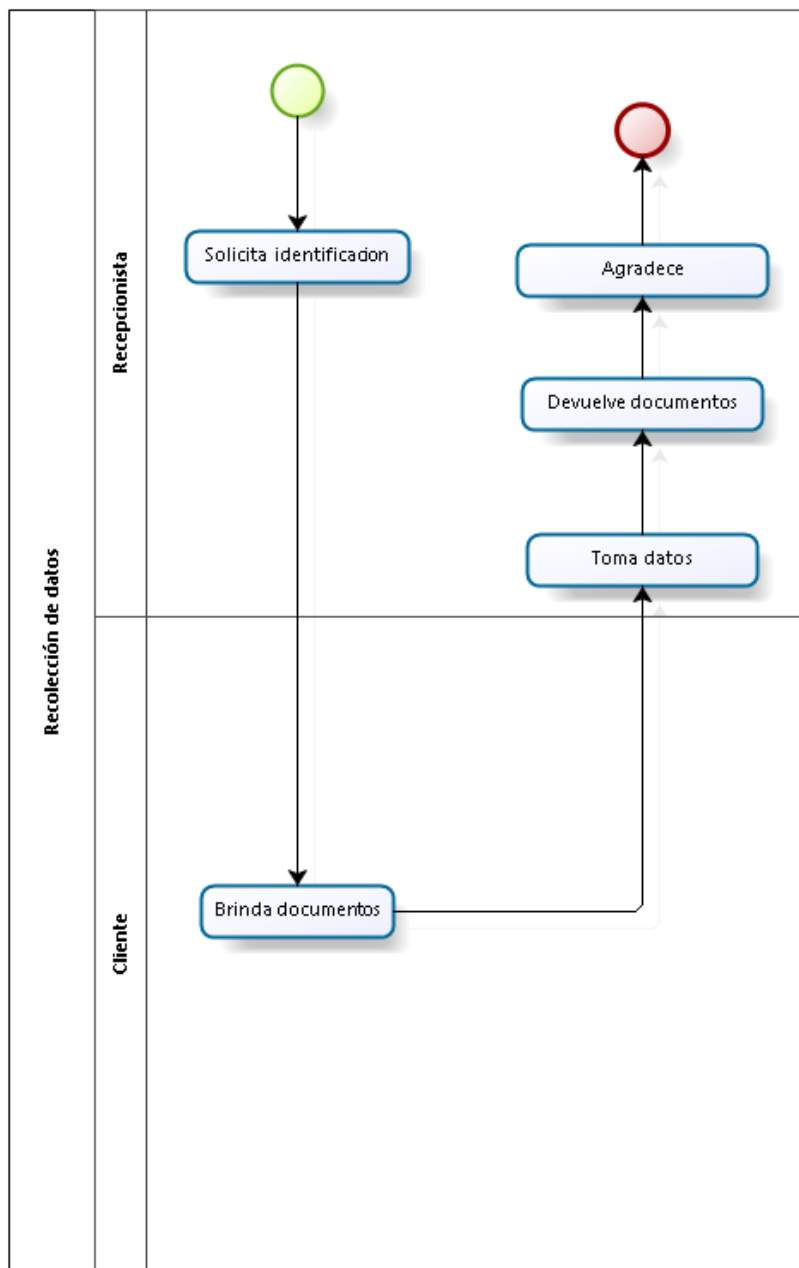 Recolección de datos
Recepcionista
Solicita identificacion
Agradece
Devuelve documentos
Toma datos
Cliente
Brinda documentos